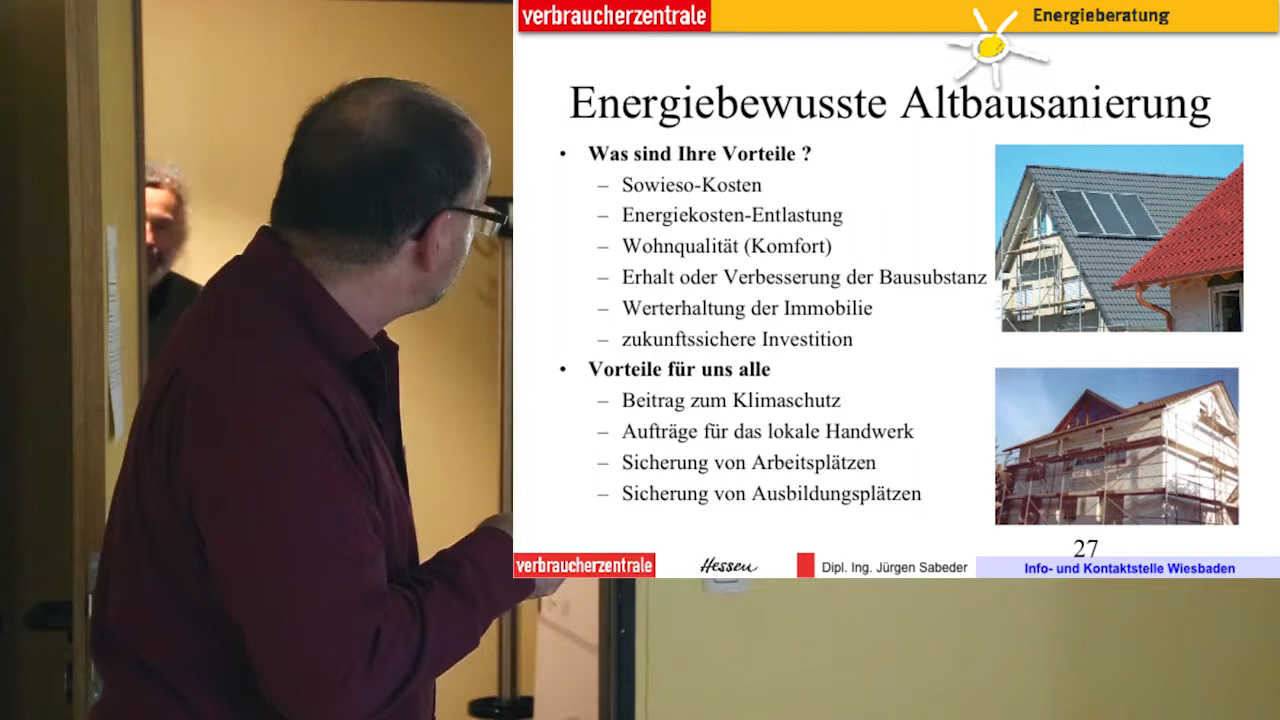 verbraucherzentrale
Energieberatung
Energiebewusste Altbausanierung
• Was sind Ihre Vorteile ?
– Sowieso-Kosten
– Energiekosten-Entlastung
– Wohnqualität (Komfort)
– Erhalt oder Verbesserung der Bausubstanz
– Werterhaltung der Immobilie
– zukunftssichere Investition
• Vorteile für uns alle
– Beitrag zum Klimaschutz
– Aufträge für das lokale Handwerk
– Sicherung von Arbeitsplätzen
– Sicherung von Ausbildungsplätzen
27
verbraucherzentrale
Hessen
Dipl. Ing. Jürgen Sabeder
Info- und Kontaktstelle Wiesbaden